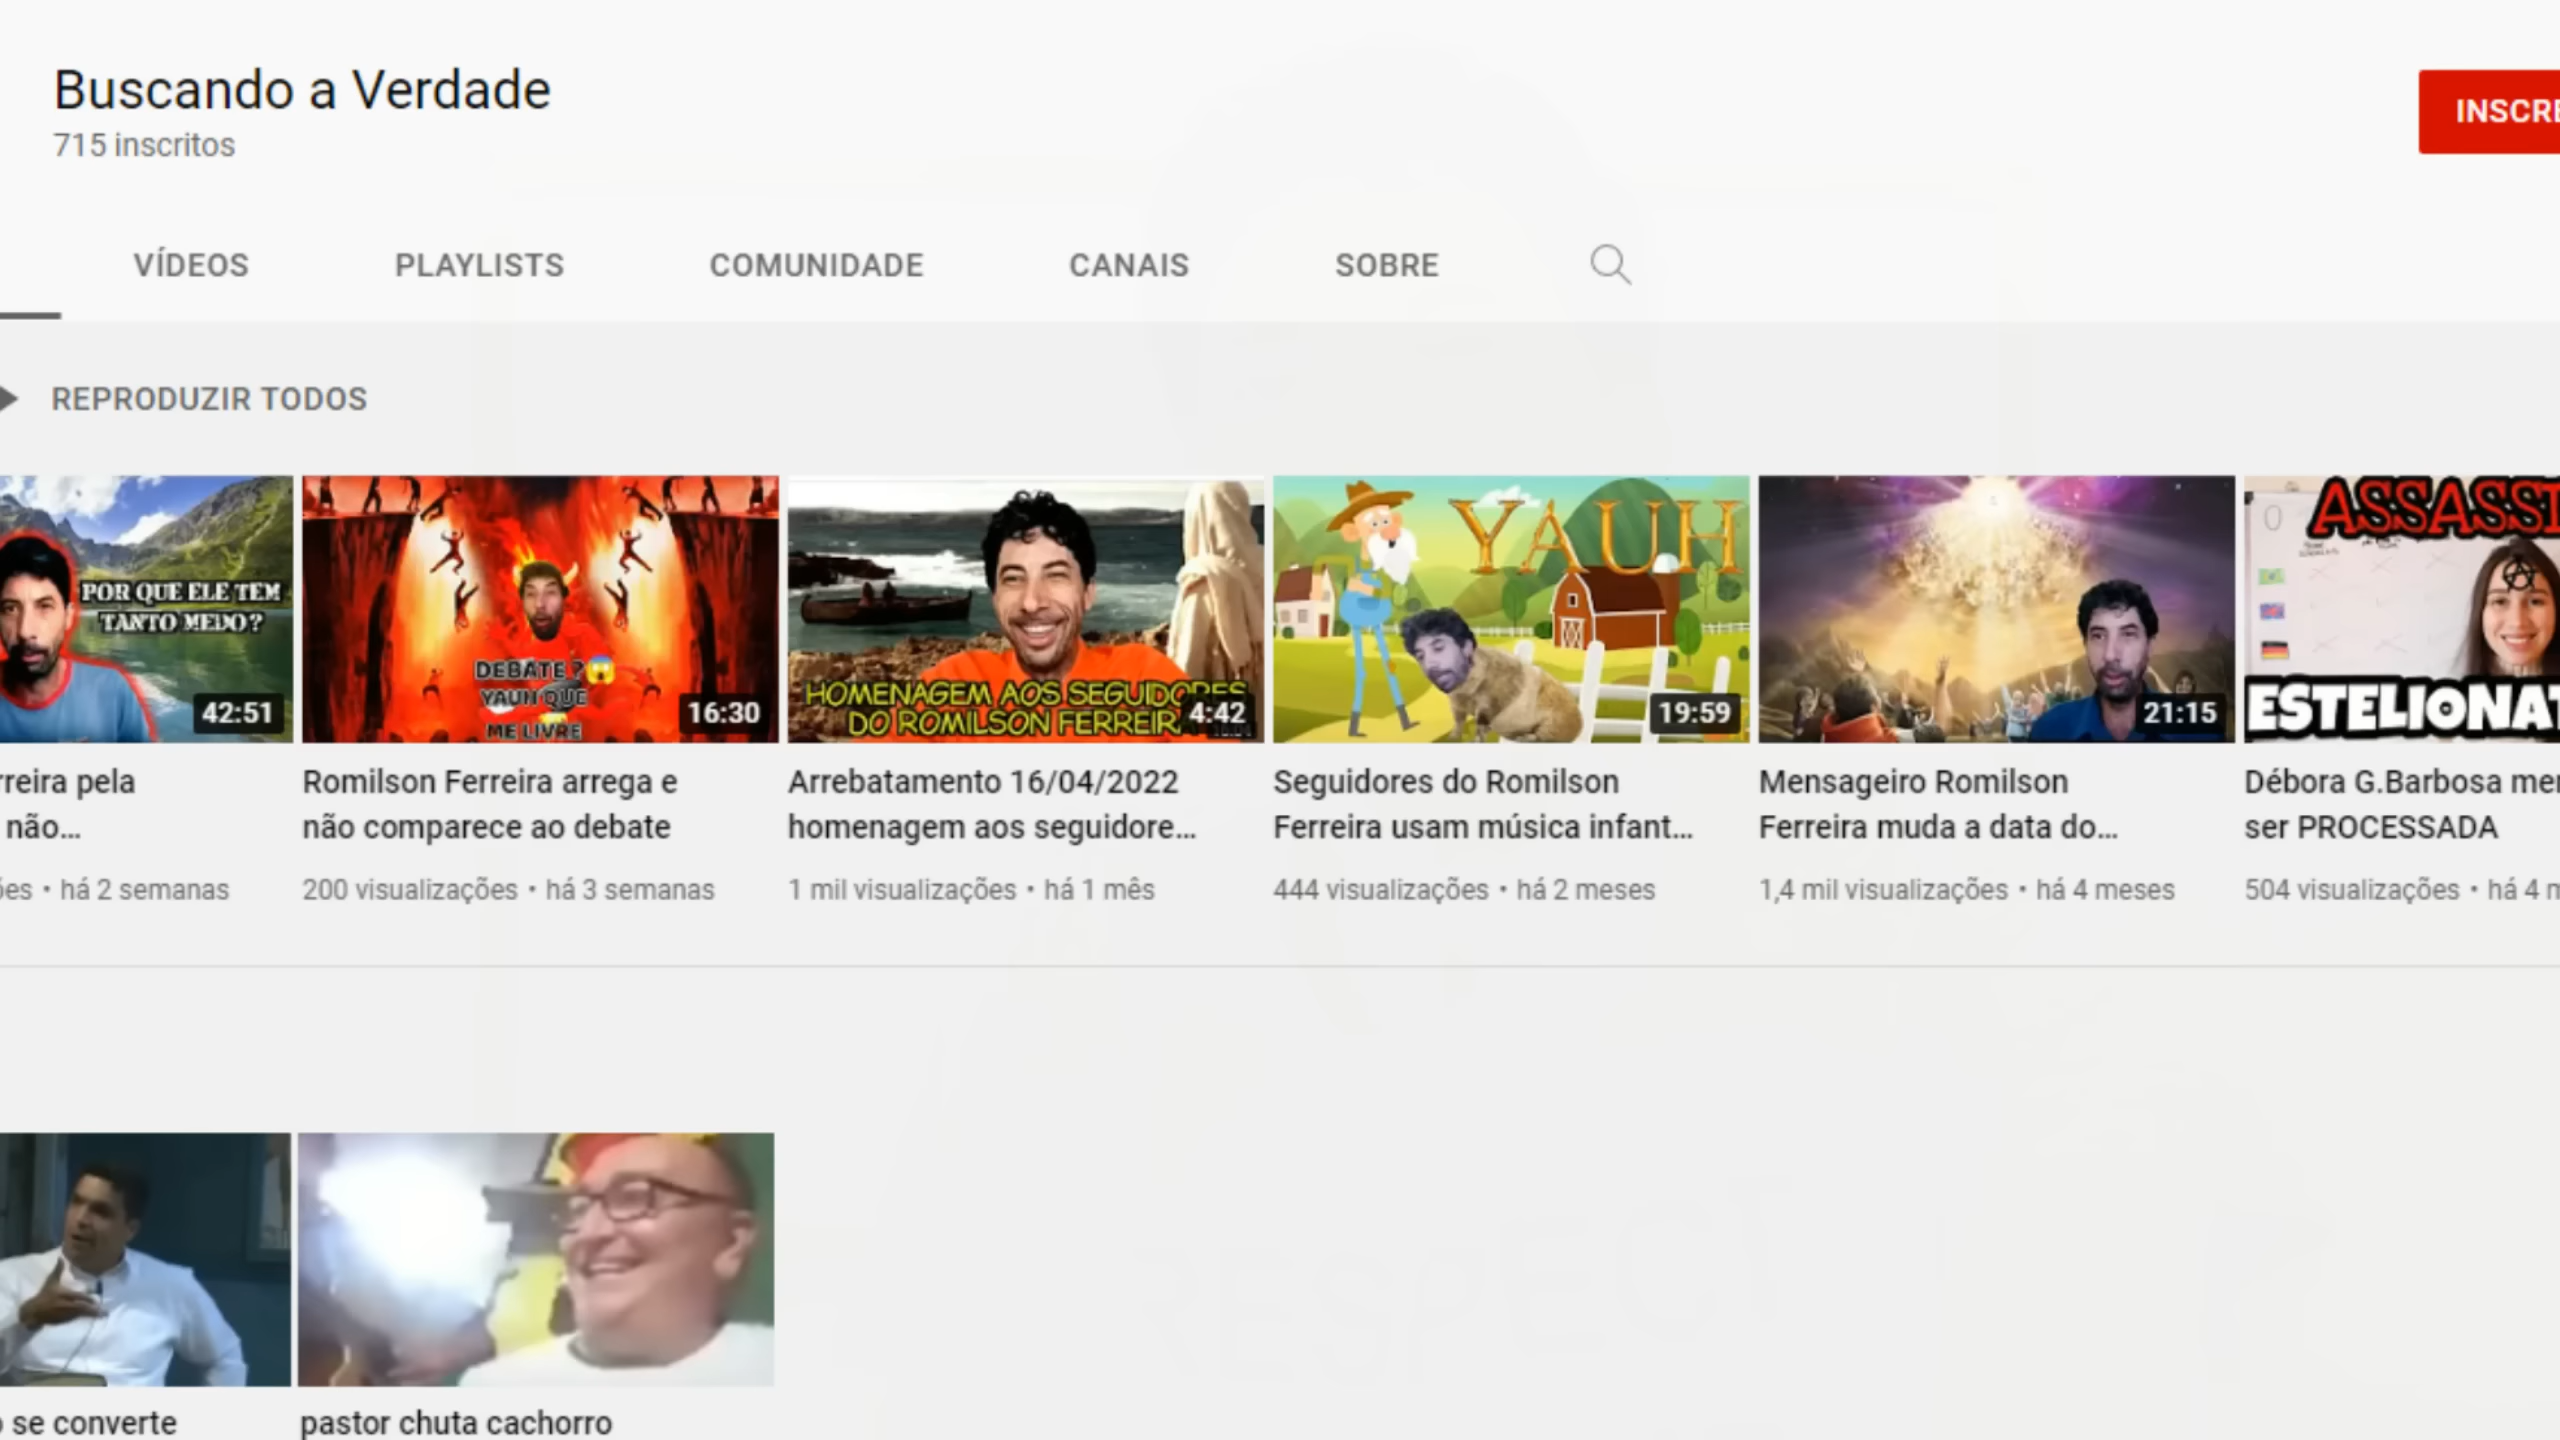 Buscando a Verdade
715 inscritos
INSCRE
VÍDEOS PLAYLISTS COMUNIDADE CANAIS SOBRE
REPRODUZIR TODOS
POR QUE ELE TEM
TANTO MEDO?
42:51
DEBATE ?
YAUH QUE
ME LIVRE
16:30
HOMENAGEM AOS SEGUIDORES
DO ROMILSON FERREIR
4:42
YAUH
19:59
21:15
ASSASSI
ESTELIONAT
rreira pela
não...
ões • há 2 semanas
Romilson Ferreira arrega e
não comparece ao debate
200 visualizações • há 3 semanas
Arrebatamento 16/04/2022
homenagem aos seguidore...
1 mil visualizações • há 1 mês
Seguidores do Romilson
Ferreira usam música infant...
444 visualizações • há 2 meses
Mensageiro Romilson
Ferreira muda a data do...
1,4 mil visualizações • há 4 meses
Débora G.Barbosa mer
ser PROCESSADA
504 visualizações • há 4 m
o se converte
pastor chuta cachorro